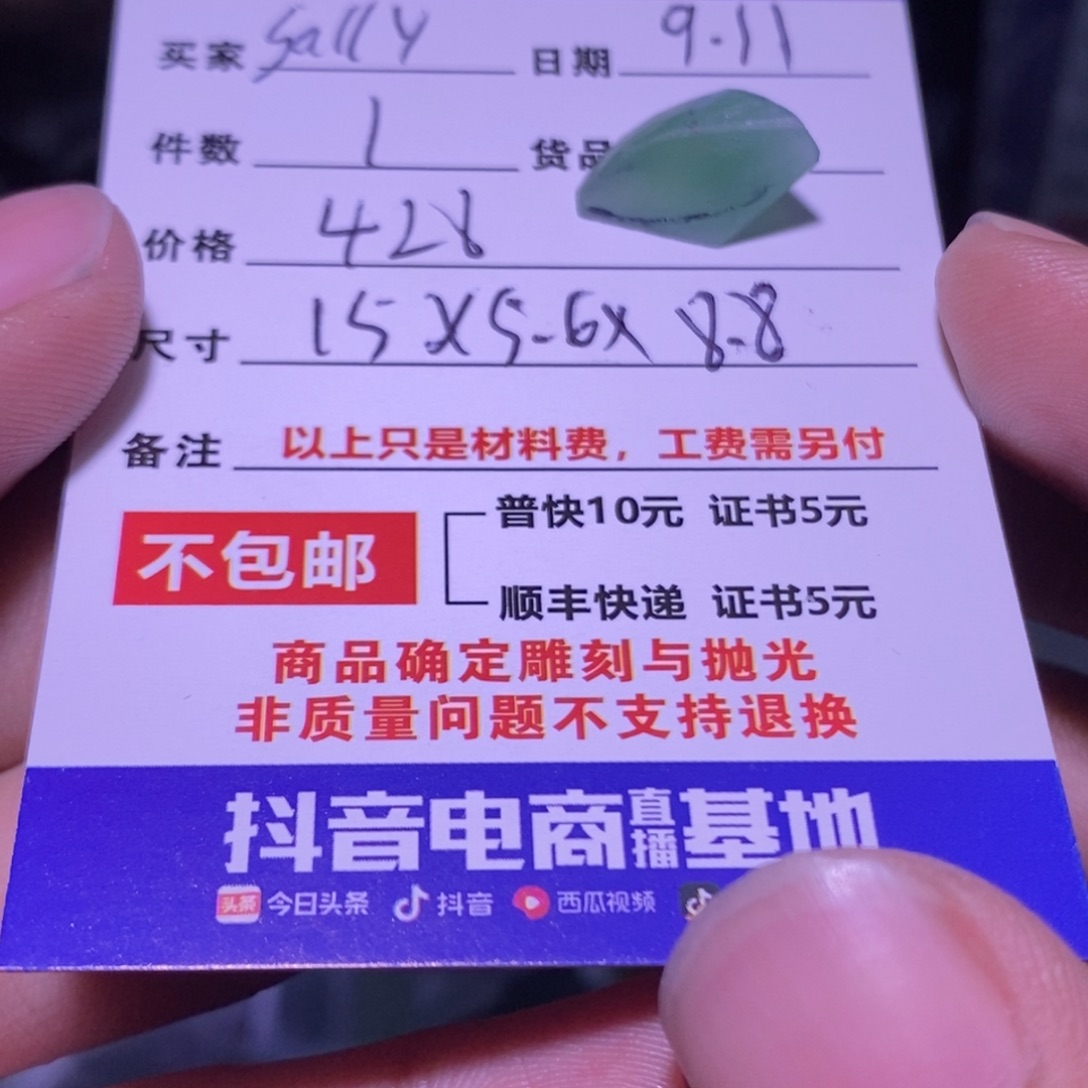 买家 Sally 日期 9.11
件数 1 货品
价格 428
尺寸 15X5.6X8.8
备注 以上只是材料费，工费需另付
普快10元 证书5元
不包邮
顺丰快递 证书5元
商品确定雕刻与抛光
非质量问题不支持退换
抖音电商直播基地
头条 今日头条 抖音 西瓜视频